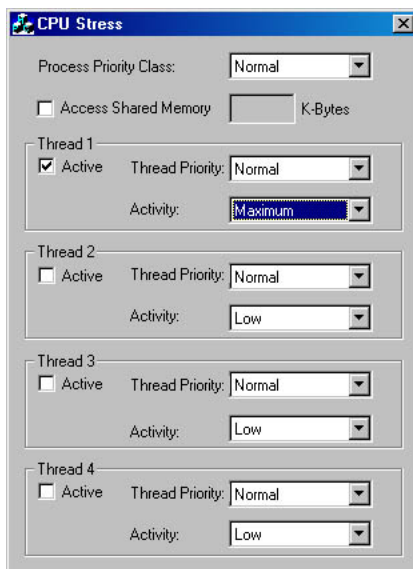 CPU Stress
Process Priority Class: Normal
Access Shared Memory K-Bytes
Thread 1
Active Thread Priority: Normal
Activity: Maximum
Thread 2
Active Thread Priority: Normal
Activity: Low
Thread 3
Active Thread Priority: Normal
Activity: Low
Thread 4
Active Thread Priority: Normal
Activity: Low